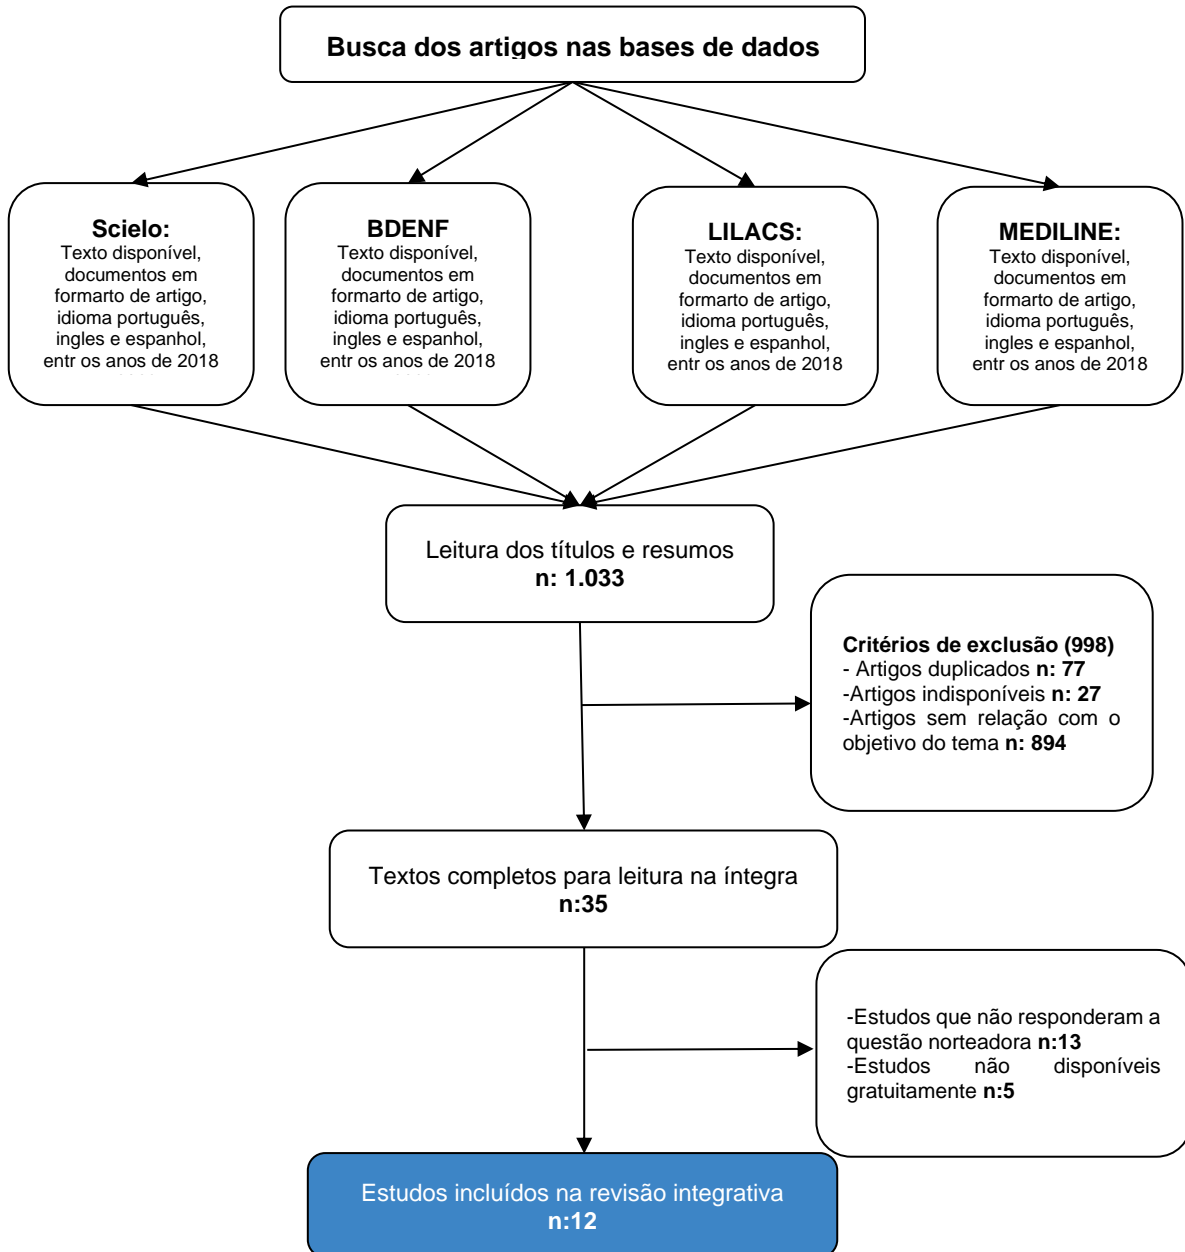 Busca dos artigos nas bases de dados
Scielo:
Texto disponível,
documentos em
formarto de artigo,
idioma português,
ingles e espanhol,
entr os anos de 2018
BDENF
Texto disponível,
documentos em
formarto de artigo,
idioma português,
ingles e espanhol,
entr os anos de 2018
LILACS:
Texto disponível,
documentos em
formarto de artigo,
idioma português,
ingles e espanhol,
entr os anos de 2018
MEDILINE:
Texto disponível,
documentos em
formarto de artigo,
idioma português,
ingles e espanhol,
entr os anos de 2018
Leitura dos títulos e resumos
n: 1.033
Critérios de exclusão (998)
- Artigos duplicados n: 77
-Artigos indisponíveis n: 27
-Artigos sem relação com o
objetivo do tema n: 894
Textos completos para leitura na íntegra
n:35
-Estudos que não responderam a
questão norteadora n:13
-Estudos não disponíveis
gratuitamente n:5
Estudos incluídos na revisão integrativa
n:12